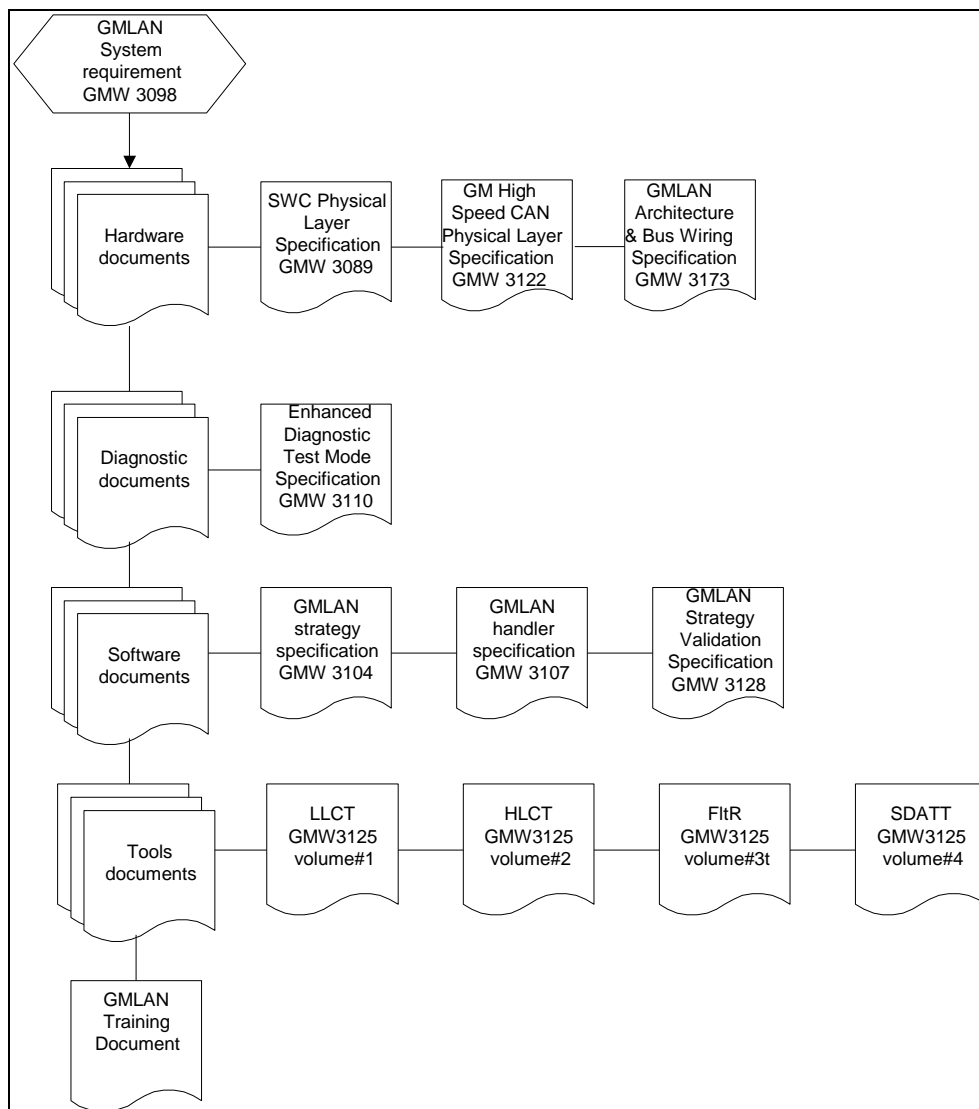 GMLAN
System
requirement
GMW 3098
Hardware
documents
SWC Physical
Layer
Specification
GMW 3089
GM High
Speed CAN
Physical Layer
Specification
GMW 3122
GMLAN
Architecture
& Bus Wiring
Specification
GMW 3173
Diagnostic
documents
Enhanced
Diagnostic
Test Mode
Specification
GMW 3110
Software
documents
GMLAN
strategy
specification
GMW 3104
GMLAN
handler
specification
GMW 3107
GMLAN
Strategy
Validation
Specification
GMW 3128
Tools
documents
LLCT
GMW3125
volume#1
HLCT
GMW3125
volume#2
FltR
GMW3125
volume#3t
SDATT
GMW3125
volume#4
GMLAN
Training
Document